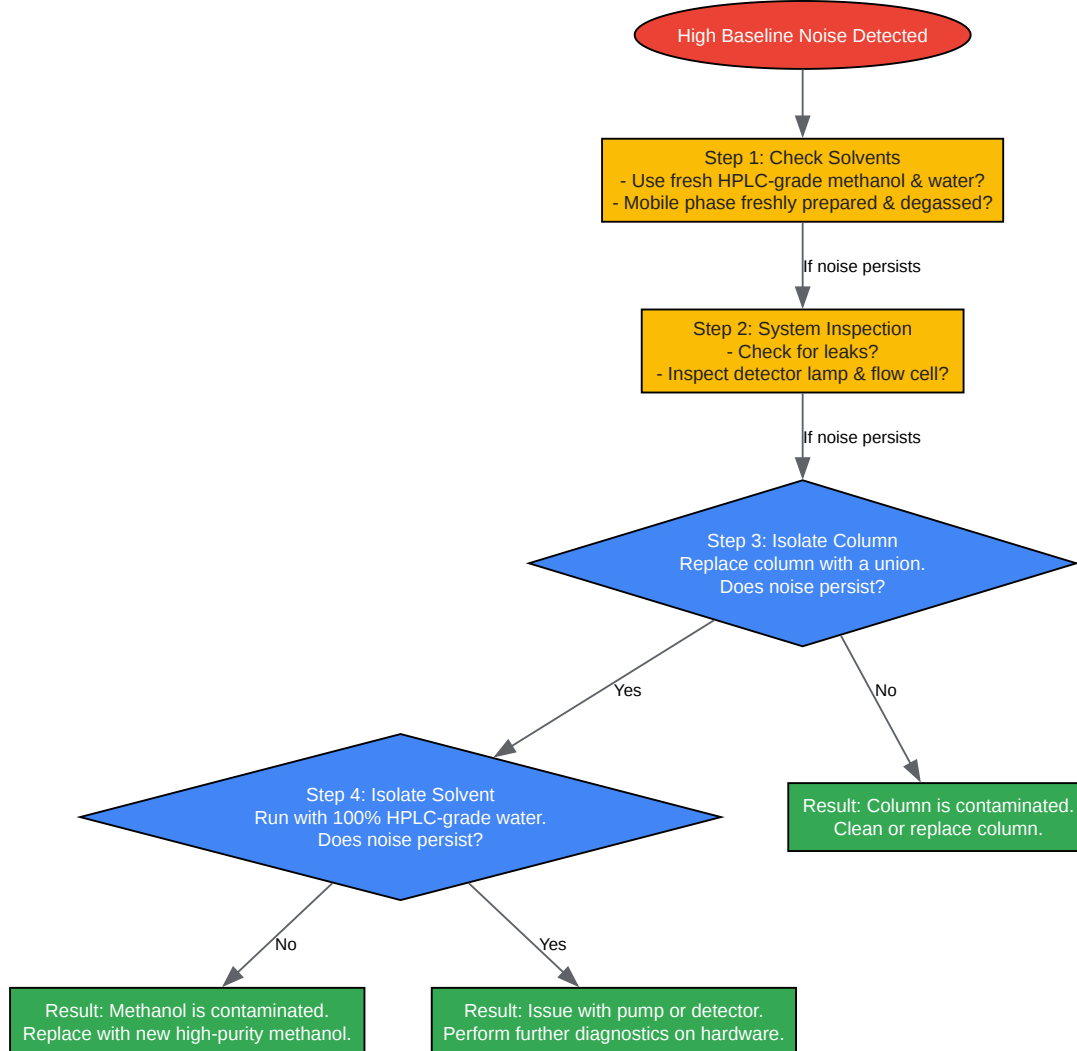 High Baseline Noise Detected
Step 1: Check Solvents
- Use fresh HPLC-grade methanol & water?
- Mobile phase freshly prepared & degassed?
If noise persists
Step 2: System Inspection
- Check for leaks?
- Inspect detector lamp & flow cell?
If noise persists
Step 3: Isolate Column
Replace column with a union.
Does noise persist?
Yes
No
Step 4: Isolate Solvent
Run with 100% HPLC-grade water.
Does noise persist?
Result: Column is contaminated.
Clean or replace column.
No
Yes
Result: Methanol is contaminated.
Replace with new high-purity methanol.
Result: Issue with pump or detector.
Perform further diagnostics on hardware.